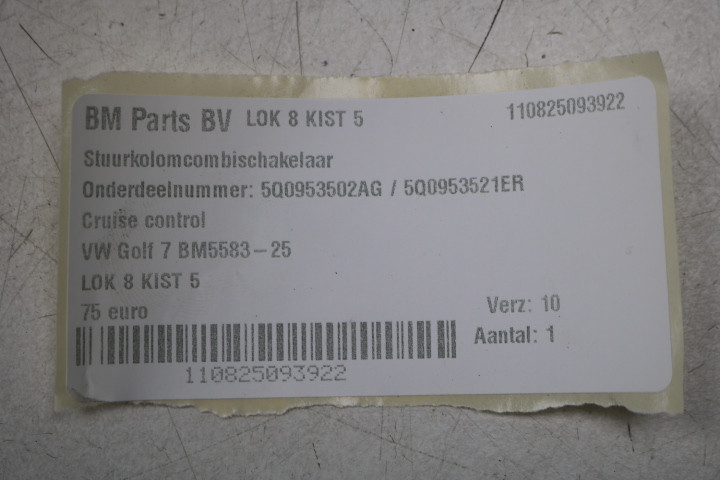 BM Parts BV LOK 8 KIST 5 110825093922
Stuurkolomcombischakelaar
Onderdeelnummer: 5Q0953502AG / 5Q0953521ER
Cruise control
VW Golf 7 BM5583-25
LOK 8 KIST 5
75 euro Verz: 10
Aantal: 1
110825093922